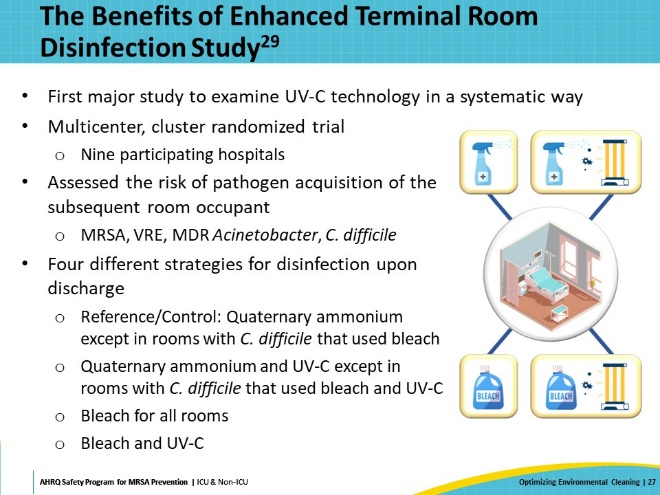 The Benefits of Enhanced Terminal Room
Disinfection Study29
• First major study to examine UV-C technology in a systematic way
• Multicenter, cluster randomized trial
o Nine participating hospitals
• Assessed the risk of pathogen acquisition of the
subsequent room occupant
o MRSA, VRE, MDR Acinetobacter, C. difficile
• Four different strategies for disinfection upon
discharge
o Reference/Control: Quaternary ammonium
except in rooms with C. difficile that used bleach
o Quaternary ammonium and UV-C except in
rooms with C. difficile that used bleach and UV-C
o Bleach for all rooms
o Bleach and UV-C
BLEACH
BLEACH
AHRQ Safety Program for MRSA Prevention | ICU & Non-ICU
Optimizing Environmental Cleaning | 27